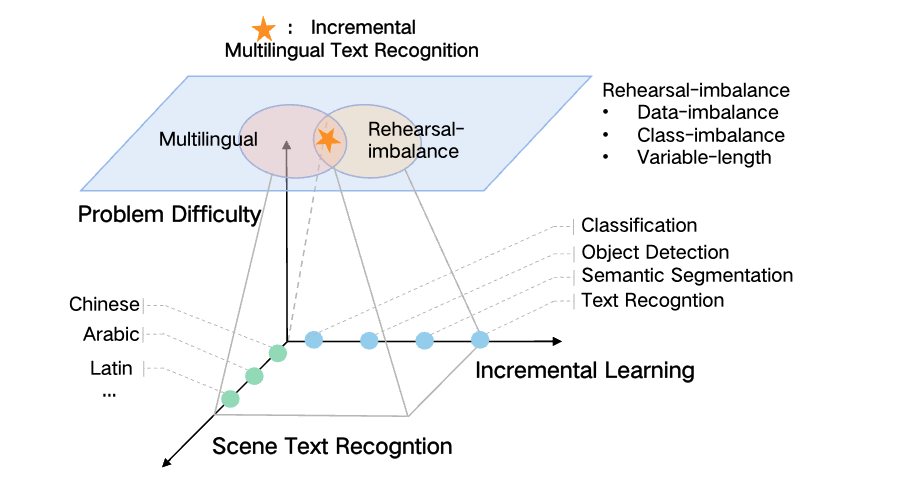 : Incremental
Multilingual Text Recognition
Rehearsal-imbalance
• Data-imbalance
• Class-imbalance
• Variable-length
Multilingual
Rehearsal-
imbalance
Problem Difficulty
Classification
Object Detection
Semantic Segmentation
Text Recogntion
Chinese
Arabic
Latin
...
Incremental Learning
Scene Text Recogntion